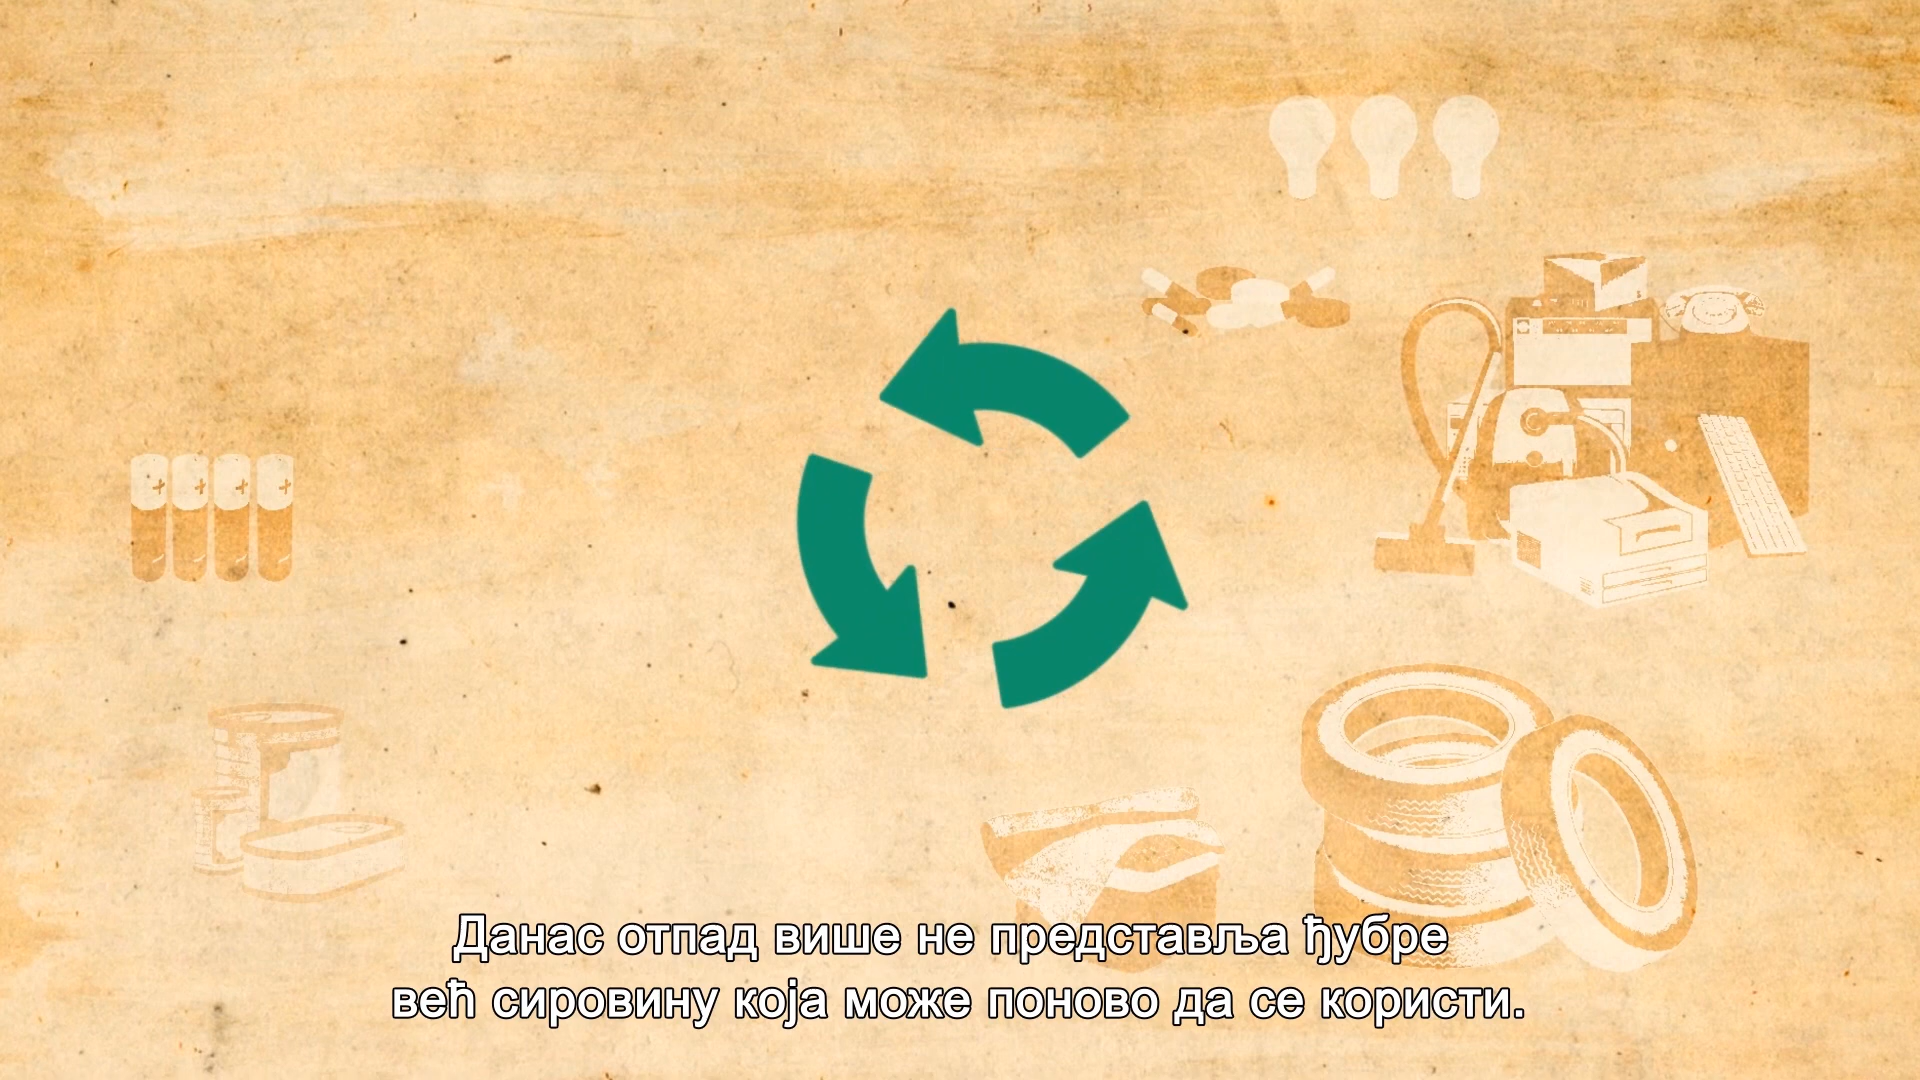 Данас отпад више не представља ђубре
већ сировину која може поново да се користи.